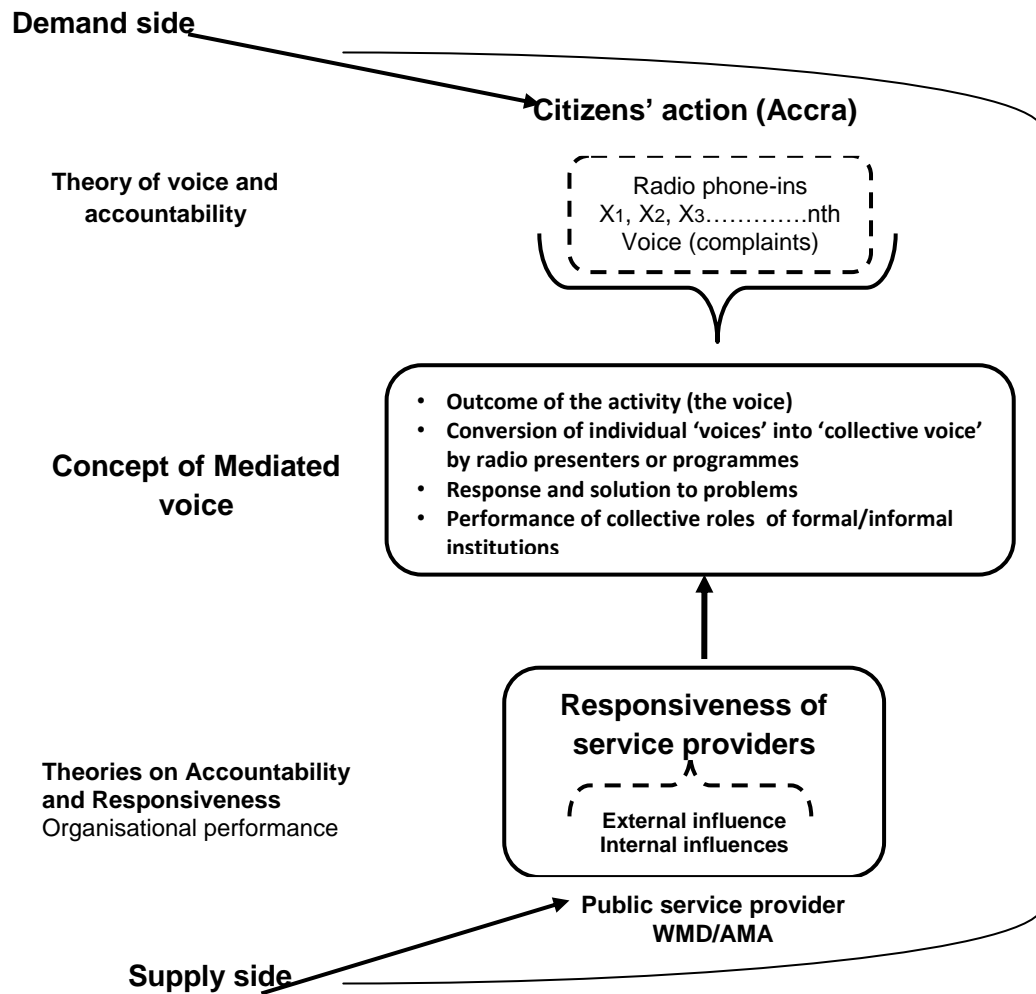 Demand side
Citizens’ action (Accra)
Theory of voice and
accountability
Radio phone-ins
X1, X2, X3………….nth
Voice (complaints)
Concept of Mediated
voice
• Outcome of the activity (the voice)
• Conversion of individual ‘voices’ into ‘collective voice’
by radio presenters or programmes
• Response and solution to problems
• Performance of collective roles of formal/informal
institutions
Responsiveness of
service providers
Theories on Accountability
and Responsiveness
Organisational performance
External influence
Internal influences
Public service provider
WMD/AMA
Supply side